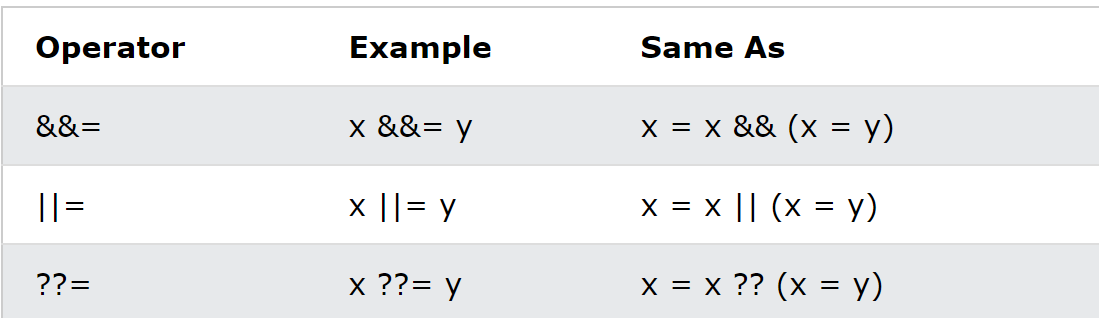 Operator Example Same As
&&= x &&= y x = x && (x = y)
||= x ||= y x = x || (x = y)
??= x ??= y x = x ?? (x = y)